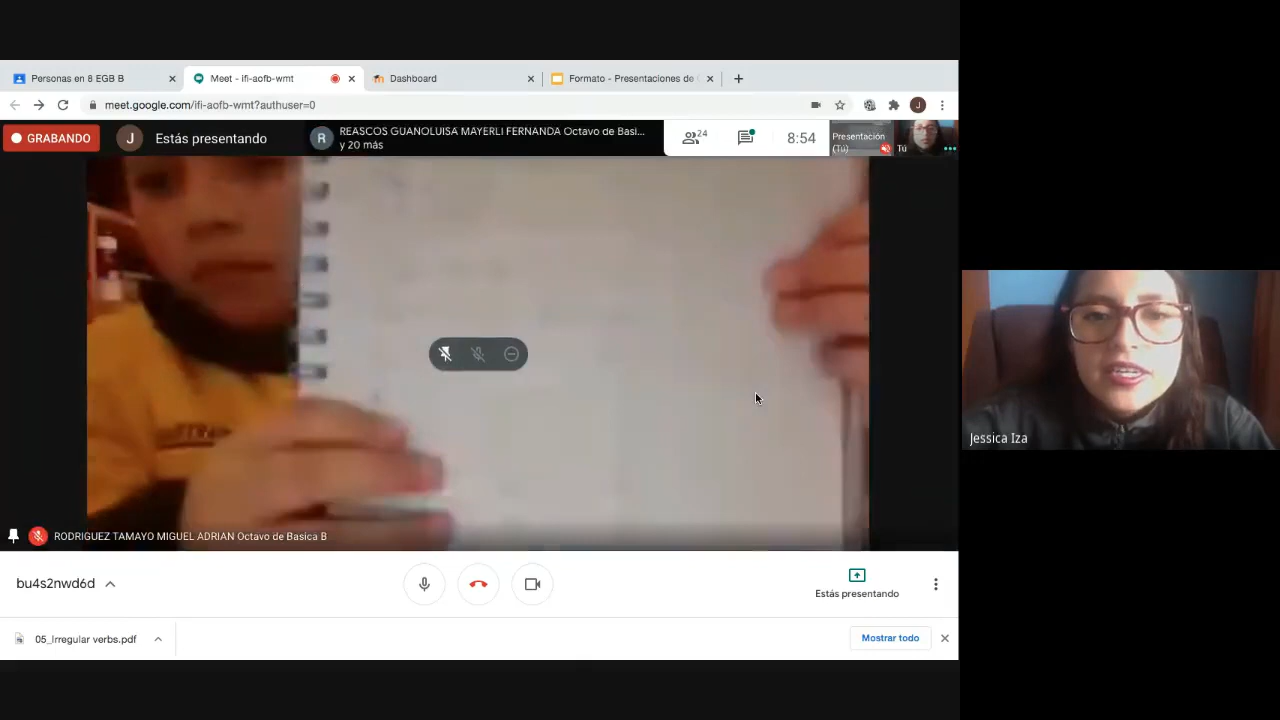 Personas en 8 EGB B
Meet - ifi-aofb-wmt
Dashboard
Formato - Presentaciones de
meet.google.com/ifi-aofb-wmt?authuser=0
J
GRABANDO
J
Estás presentando
R
REASCOS GUANOLUISA MAYERLI FERNANDA Octavo de Basi...
y 20 más
24
8:54
Presentación
(Tú)
Tú
RODRIGUEZ TAMAYO MIGUEL ADRIAN Octavo de Basica B
Jessica Iza
bu4s2nwd6d
Estás presentando
05_Irregular verbs.pdf
Mostrar todo